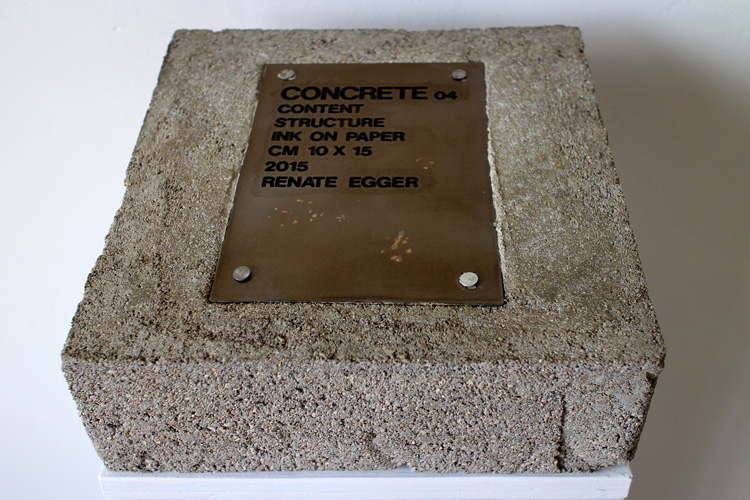 CONCRETE 04
CONTENT
STRUCTURE
INK ON PAPER
CM 10 X 15
2015
RENATE EGGER